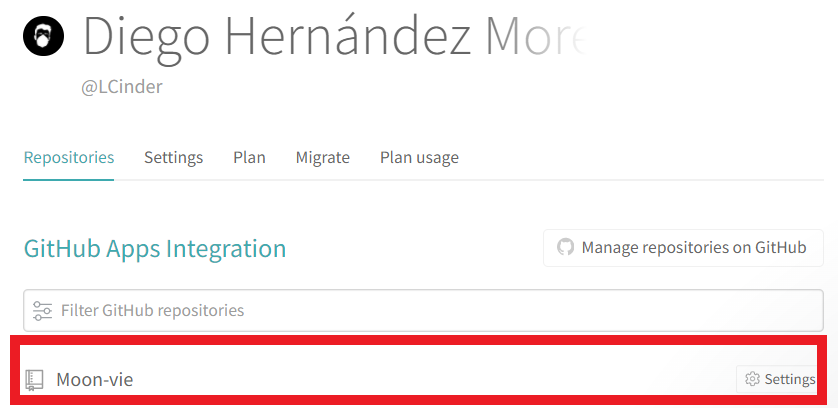 Diego Hernández
@LCinder
Repositories Settings Plan Migrate Plan usage
GitHub Apps Integration
Manage repositories on GitHub
Filter GitHub repositories
Moon-vie
Settings